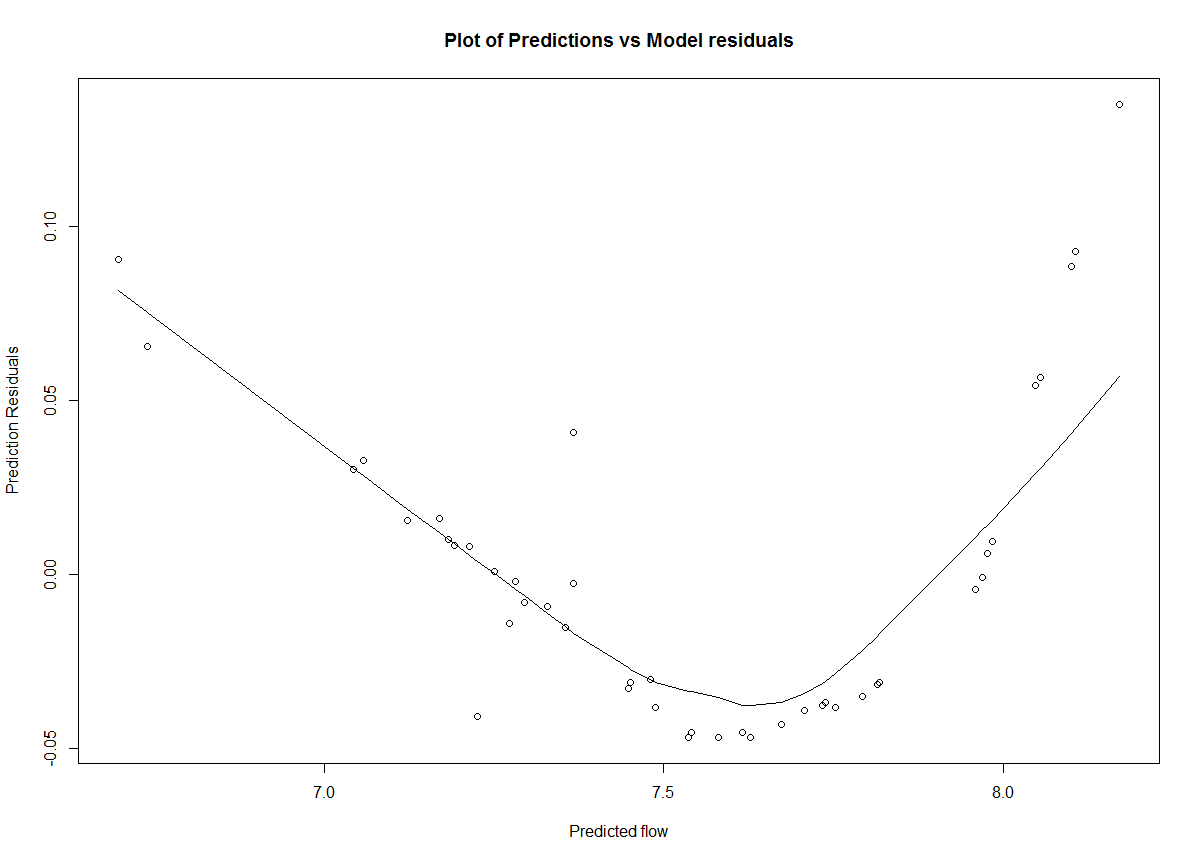 Plot of Predictions vs Model residuals
Prediction Residuals
0.10
0.05
0.00
-0.05
7.0 7.5 8.0
Predicted flow